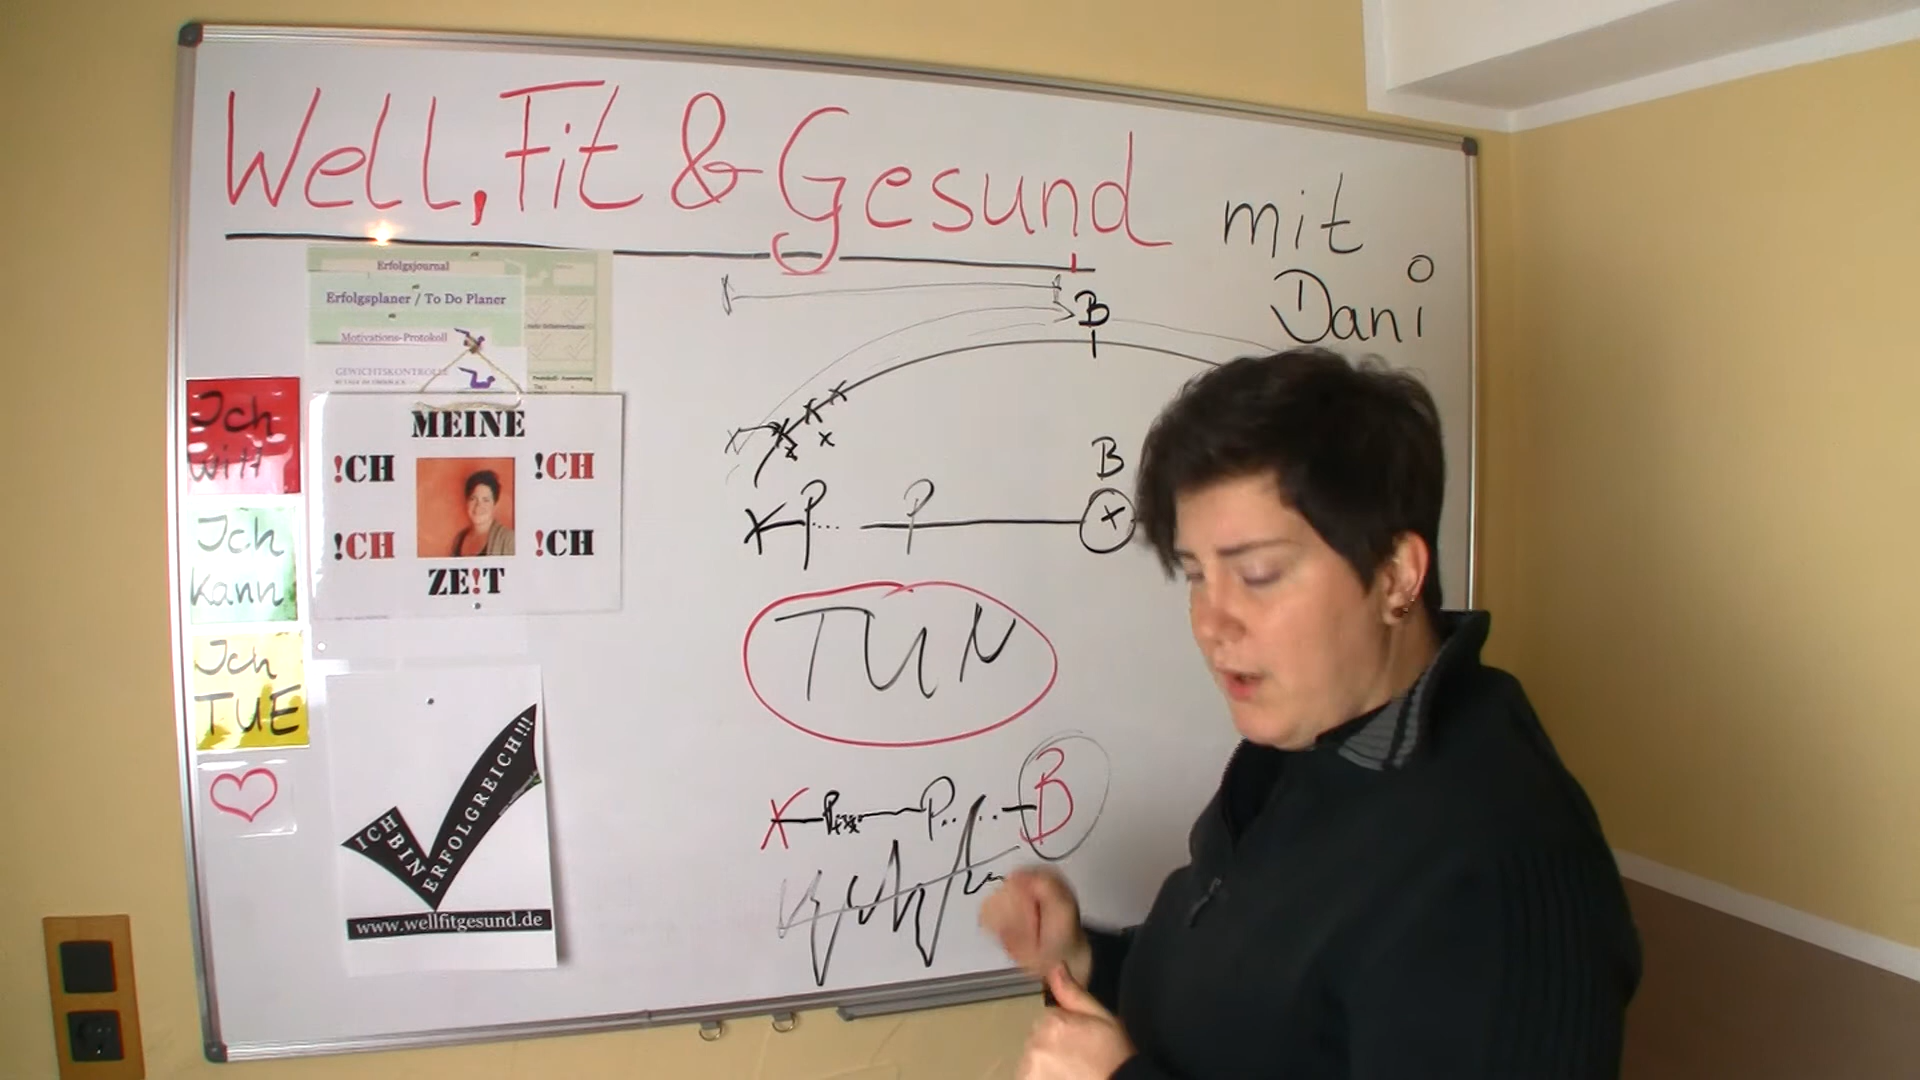 Well, Fit & Gesund mit
Dani
Erfolgsjournal
Erfolgsplaner / To Do Planer
Motivations-Protokoll
GEWICHTSKONTROLLE
Ich
will
Ich
kann
Ich
TUE
MEINE
!CH !CH
!CH !CH
ZE!T
ICH BIN ERFOLGREICH!!!
www.wellfitgesund.de
B
B
X P.... P
TUN
X P P.. B